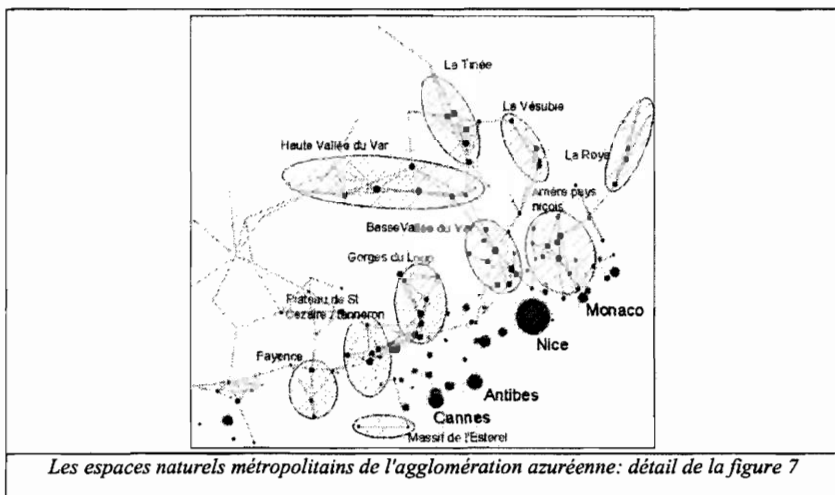 La Tinée
La Vésubie
Haute Vallée du Var
La Roya
Arrière pays
niçois
Basse Vallée du Var
Gorges du Loup
Plateau de St
Cezaire / tanneron
Monaco
Nice
Fayence
Antibes
Cannes
Massif de l'Esterel
Les espaces naturels métropolitains de l'agglomération azuréenne: détail de la figure 7